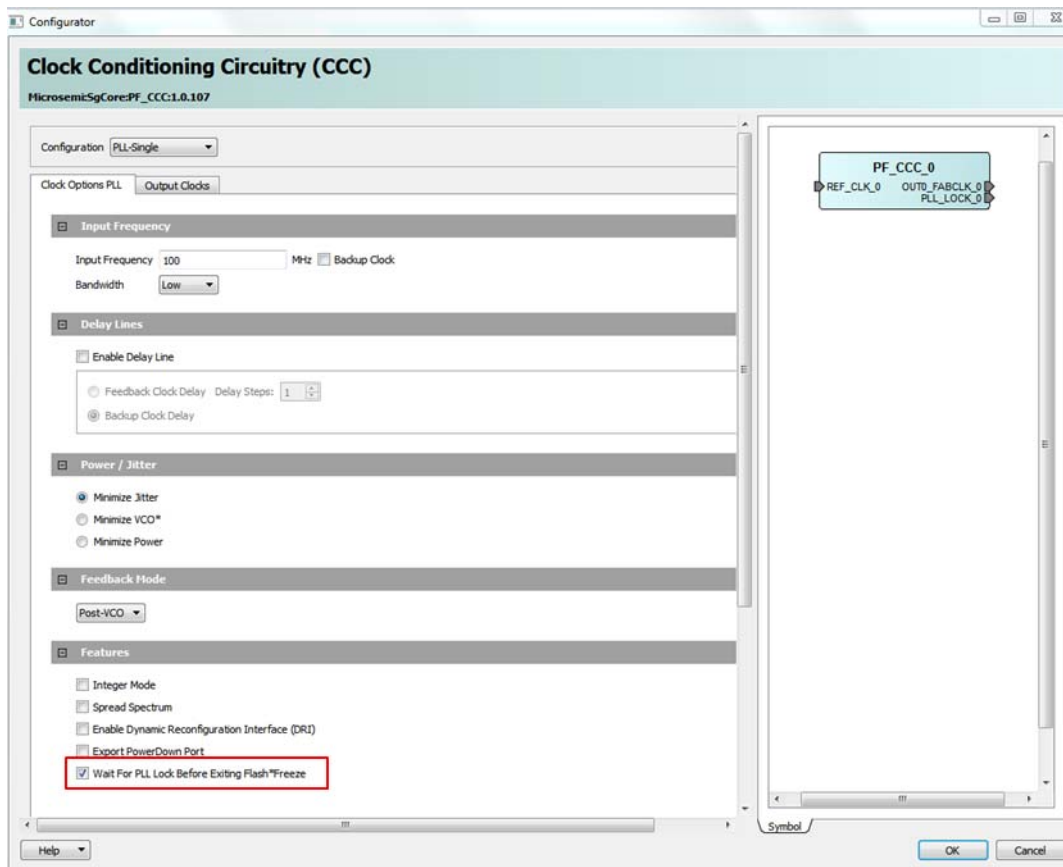 Configurator
Clock Conditioning Circuitry (CCC)
Microsemi:SgCore:PF_CCC:1.0.107
Configuration PLL-Single
Clock Options PLL Output Clocks
Input Frequency
Input Frequency 100 MHz Backup Clock
Bandwidth Low
Delay Lines
Enable Delay Line
Feedback Clock Delay Delay Steps: 1
Backup Clock Delay
Power / Jitter
Minimize Jitter
Minimize VCO*
Minimize Power
Feedback Mode
Post-VCO
Features
Integer Mode
Spread Spectrum
Enable Dynamic Reconfiguration Interface (DRI)
Export PowerDown Port
Wait For PLL Lock Before Exiting Flash*Freeze
Help
PF_CCC_0
REF_CLK_0 OUT0_FABCLK_0
PLL_LOCK_0
Symbol
OK Cancel